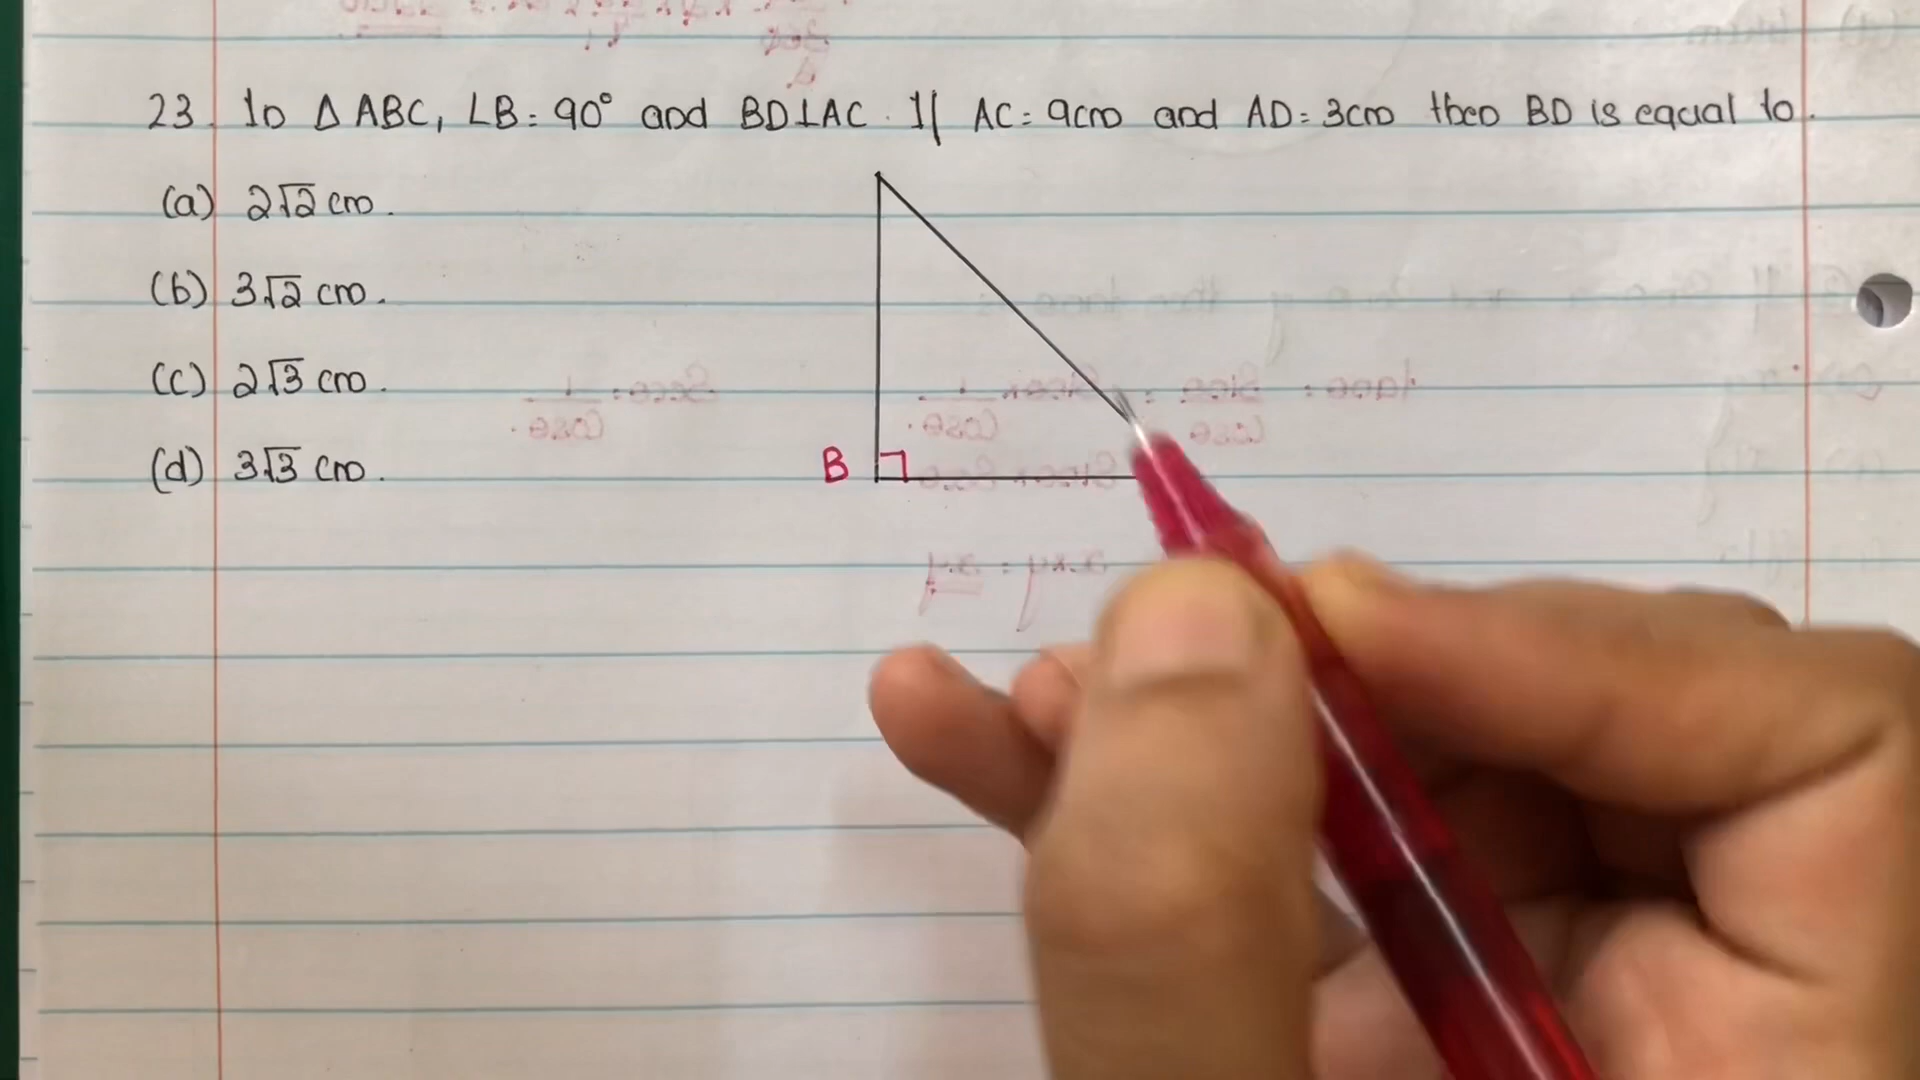 23. In Δ ABC, ∠B = 90° and BD⊥AC. If AC = 9cm and AD = 3cm then BD is equal to.
(a) 2√2 cm.
(b) 3√2 cm.
(c) 2√3 cm.
(d) 3√3 cm.
B